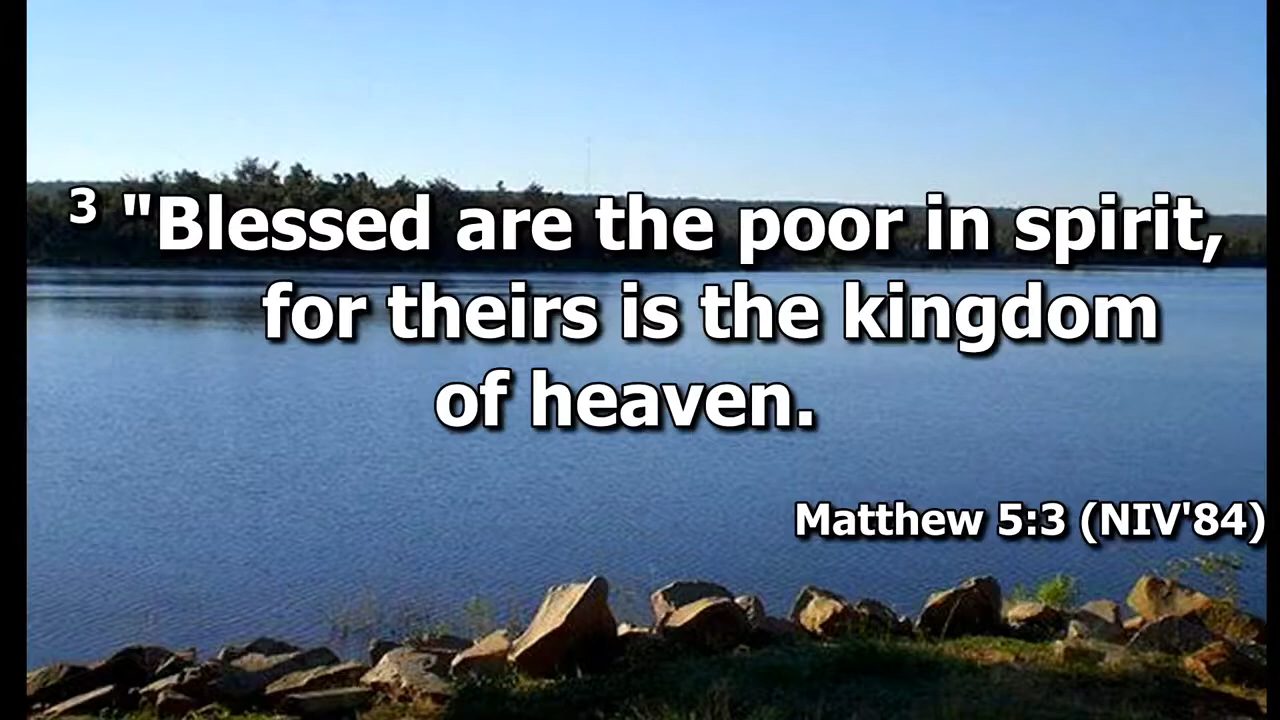 3 "Blessed are the poor in spirit,
for theirs is the kingdom
of heaven.
Matthew 5:3 (NIV'84)